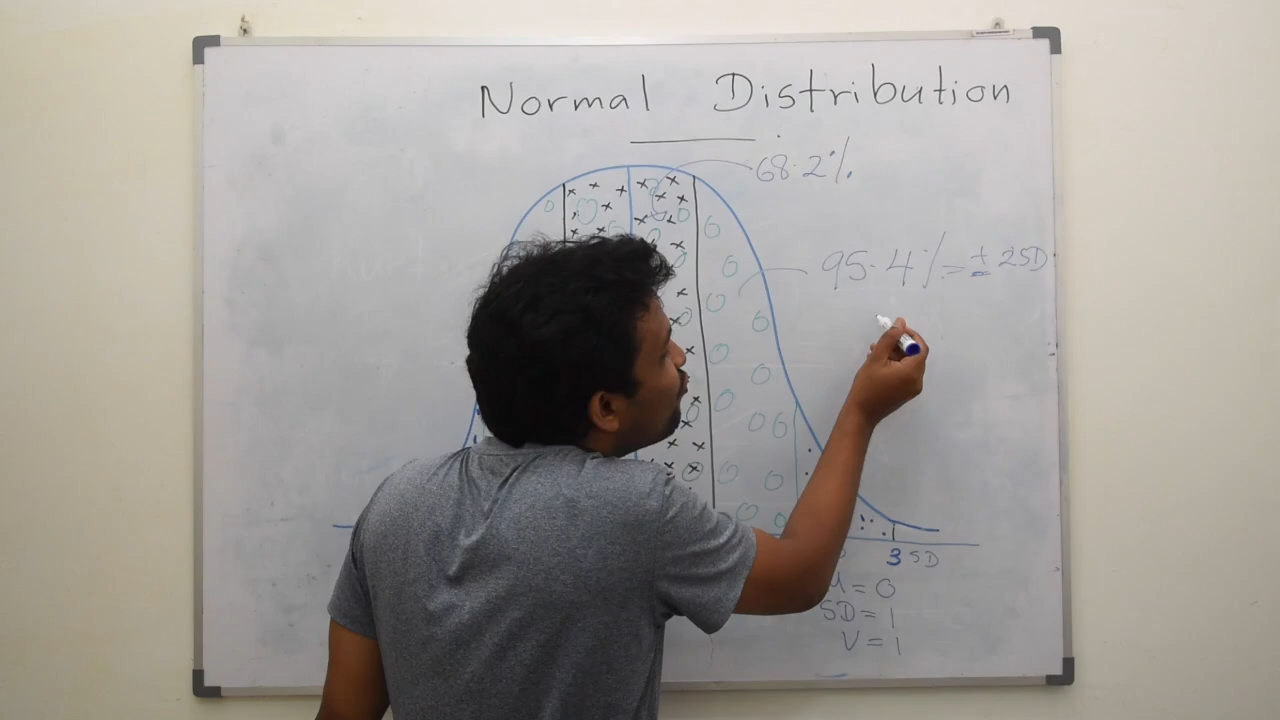 Normal Distribution
68.2%
95.4% = ± 2SD
3 SD
M = 0
SD = 1
V = 1